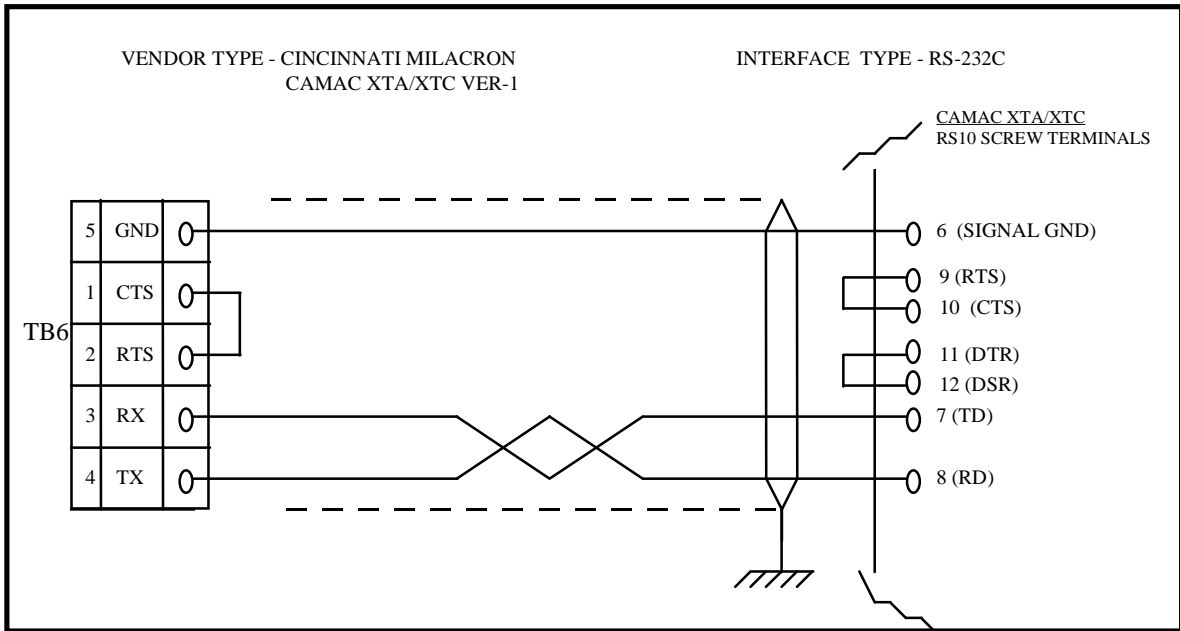 VENDOR TYPE - CINCINNATI MILACRON
CAMAC XTA/XTC VER-1
INTERFACE TYPE - RS-232C
CAMAC XTA/XTC
RS10 SCREW TERMINALS
TB6
5 GND
1 CTS
2 RTS
3 RX
4 TX
6 (SIGNAL GND)
9 (RTS)
10 (CTS)
11 (DTR)
12 (DSR)
7 (TD)
8 (RD)